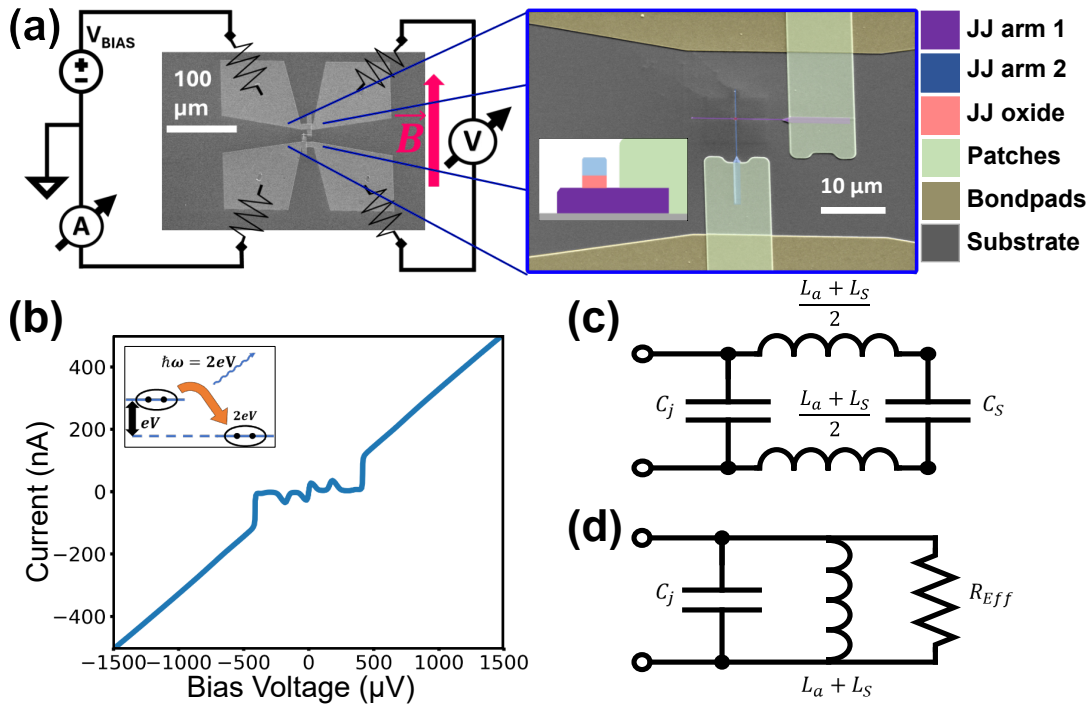 (a)
V_BIAS
+
−
A
100
μm
B⃗
V
10 μm
JJ arm 1
JJ arm 2
JJ oxide
Patches
Bondpads
Substrate
(b)
Current (nA)
400
200
0
−200
−400
−1500 −1000 −500 0 500 1000 1500
Bias Voltage (μV)
ℏω = 2eV
eV
2eV
(c)
L_a + L_S
2
C_j
L_a + L_S
2
C_S
(d)
C_j
R_Eff
L_a + L_S